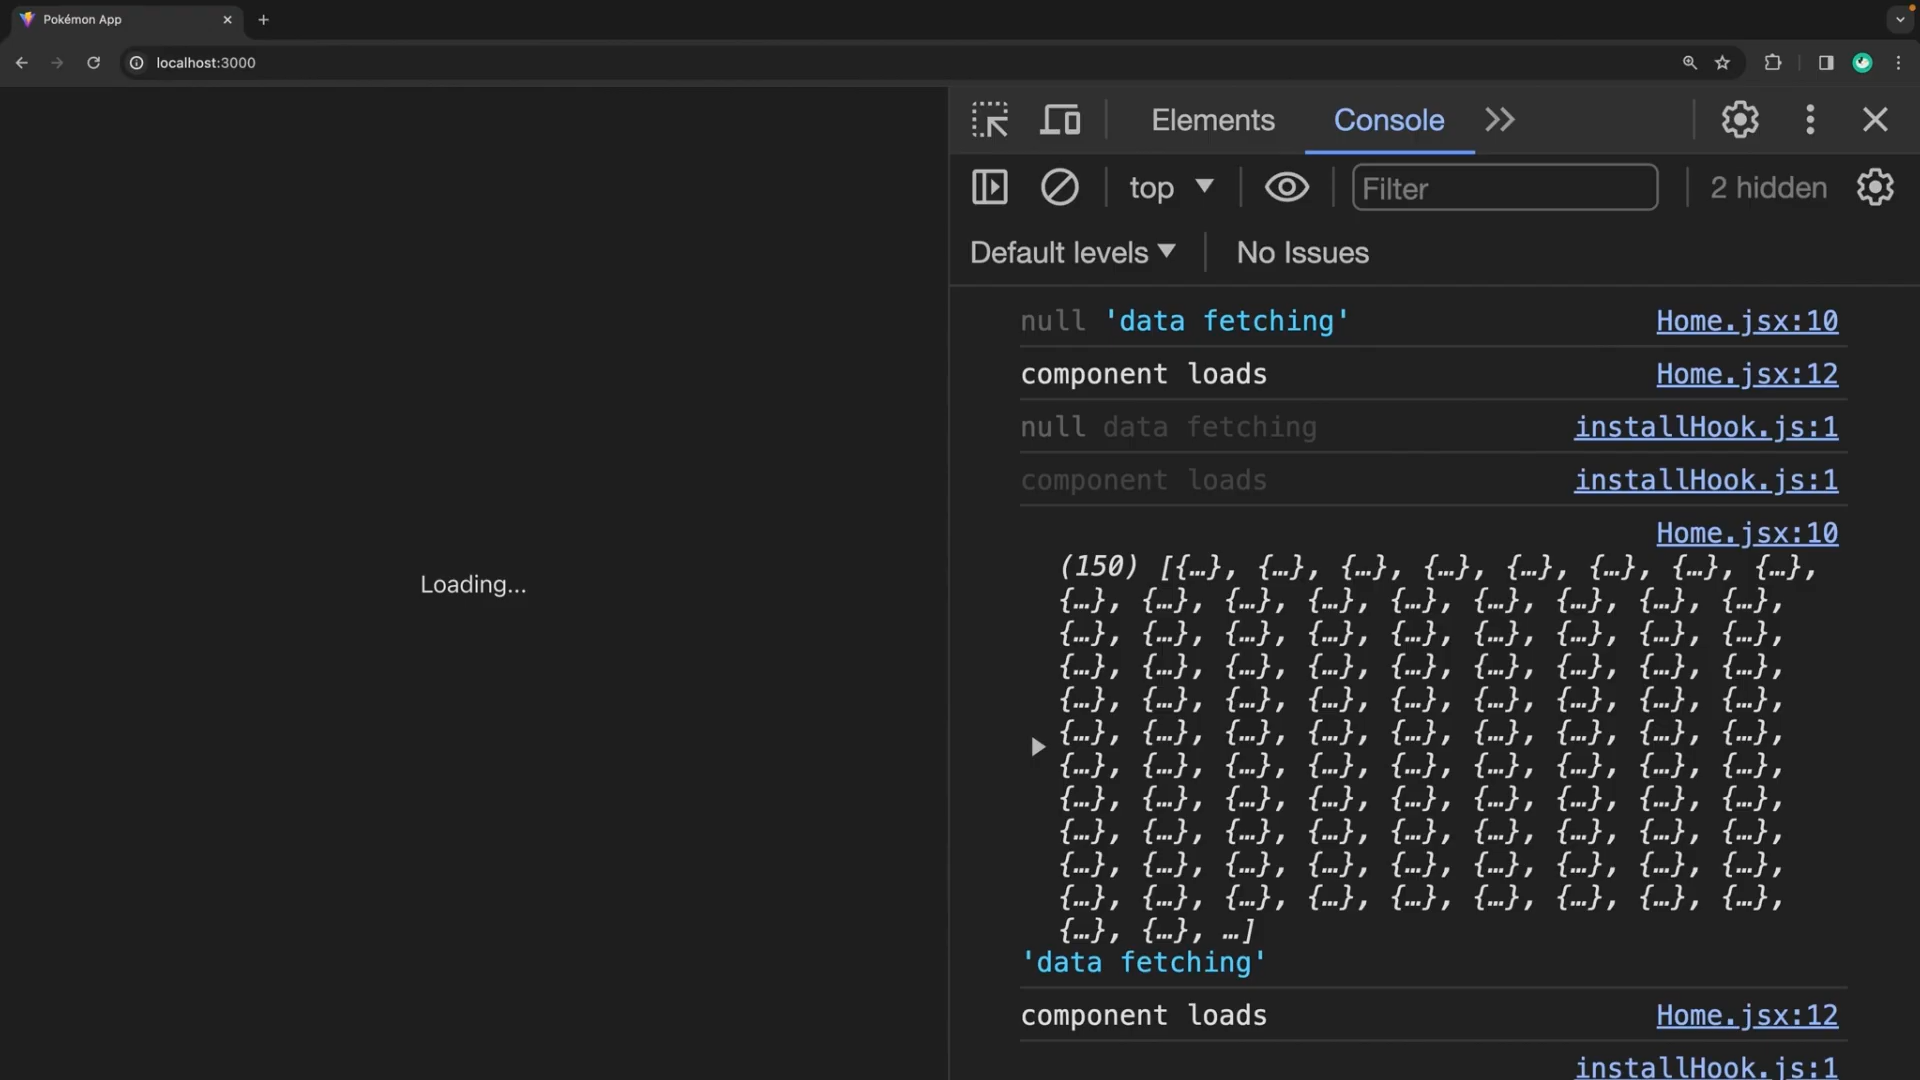 Pokémon App
localhost:3000
Elements
Console
top
Filter
2 hidden
Default levels
No Issues
null 'data fetching' Home.jsx:10
component loads Home.jsx:12
null data fetching installHook.js:1
component loads installHook.js:1
Home.jsx:10
(150) [{…}, {…}, {…}, {…}, {…}, {…}, {…}, {…},
{…}, {…}, {…}, {…}, {…}, {…}, {…}, {…}, {…},
{…}, {…}, {…}, {…}, {…}, {…}, {…}, {…}, {…},
{…}, {…}, {…}, {…}, {…}, {…}, {…}, {…}, {…},
{…}, {…}, {…}, {…}, {…}, {…}, {…}, {…}, {…},
{…}, {…}, {…}, {…}, {…}, {…}, {…}, {…}, {…},
{…}, {…}, {…}, {…}, {…}, {…}, {…}, {…}, {…},
{…}, {…}, {…}, {…}, {…}, {…}, {…}, {…}, {…},
{…}, {…}, {…}, {…}, {…}, {…}, {…}, {…}, {…},
{…}, {…}, {…}, {…}, {…}, {…}, {…}, {…}, {…},
{…}, {…}, {…}, {…}, {…}, {…}, {…}, {…}, {…},
{…}, {…}, …]
'data fetching'
component loads Home.jsx:12
installHook.js:1
Loading...